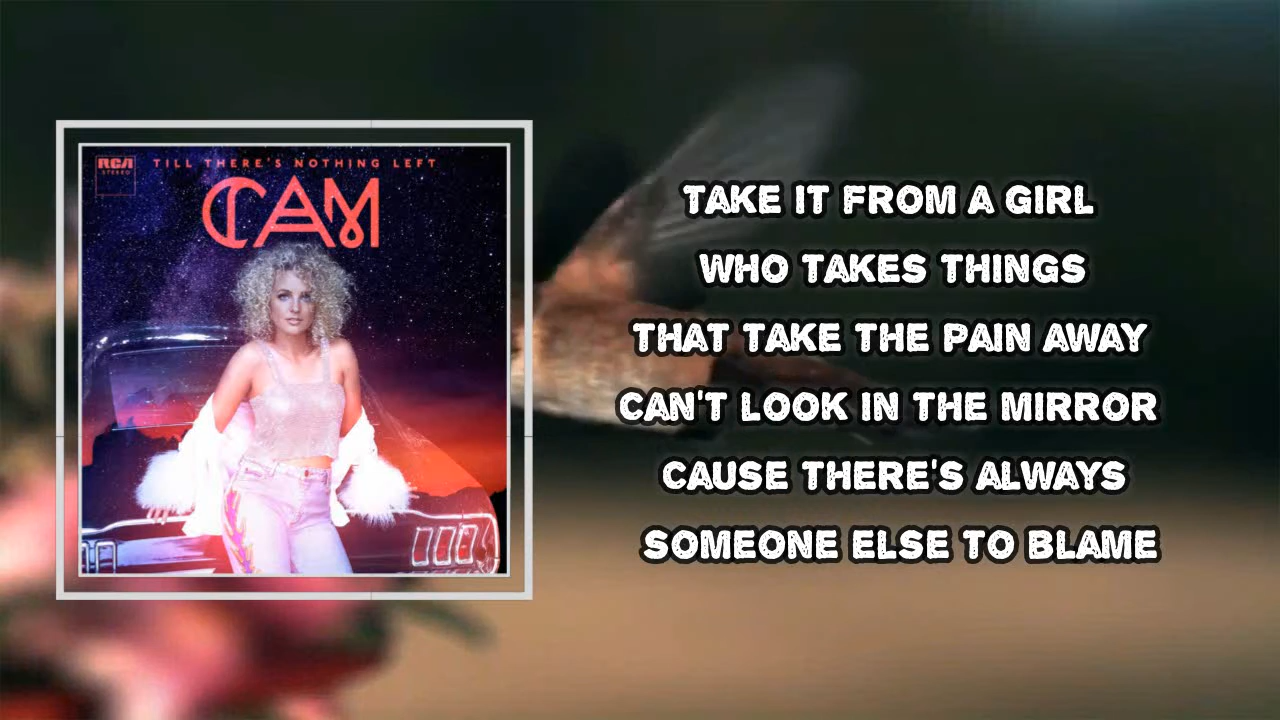 RCA
STEREO
TILL THERE'S NOTHING LEFT
CAM
TAKE IT FROM A GIRL
WHO TAKES THINGS
THAT TAKE THE PAIN AWAY
CAN'T LOOK IN THE MIRROR
CAUSE THERE'S ALWAYS
SOMEONE ELSE TO BLAME